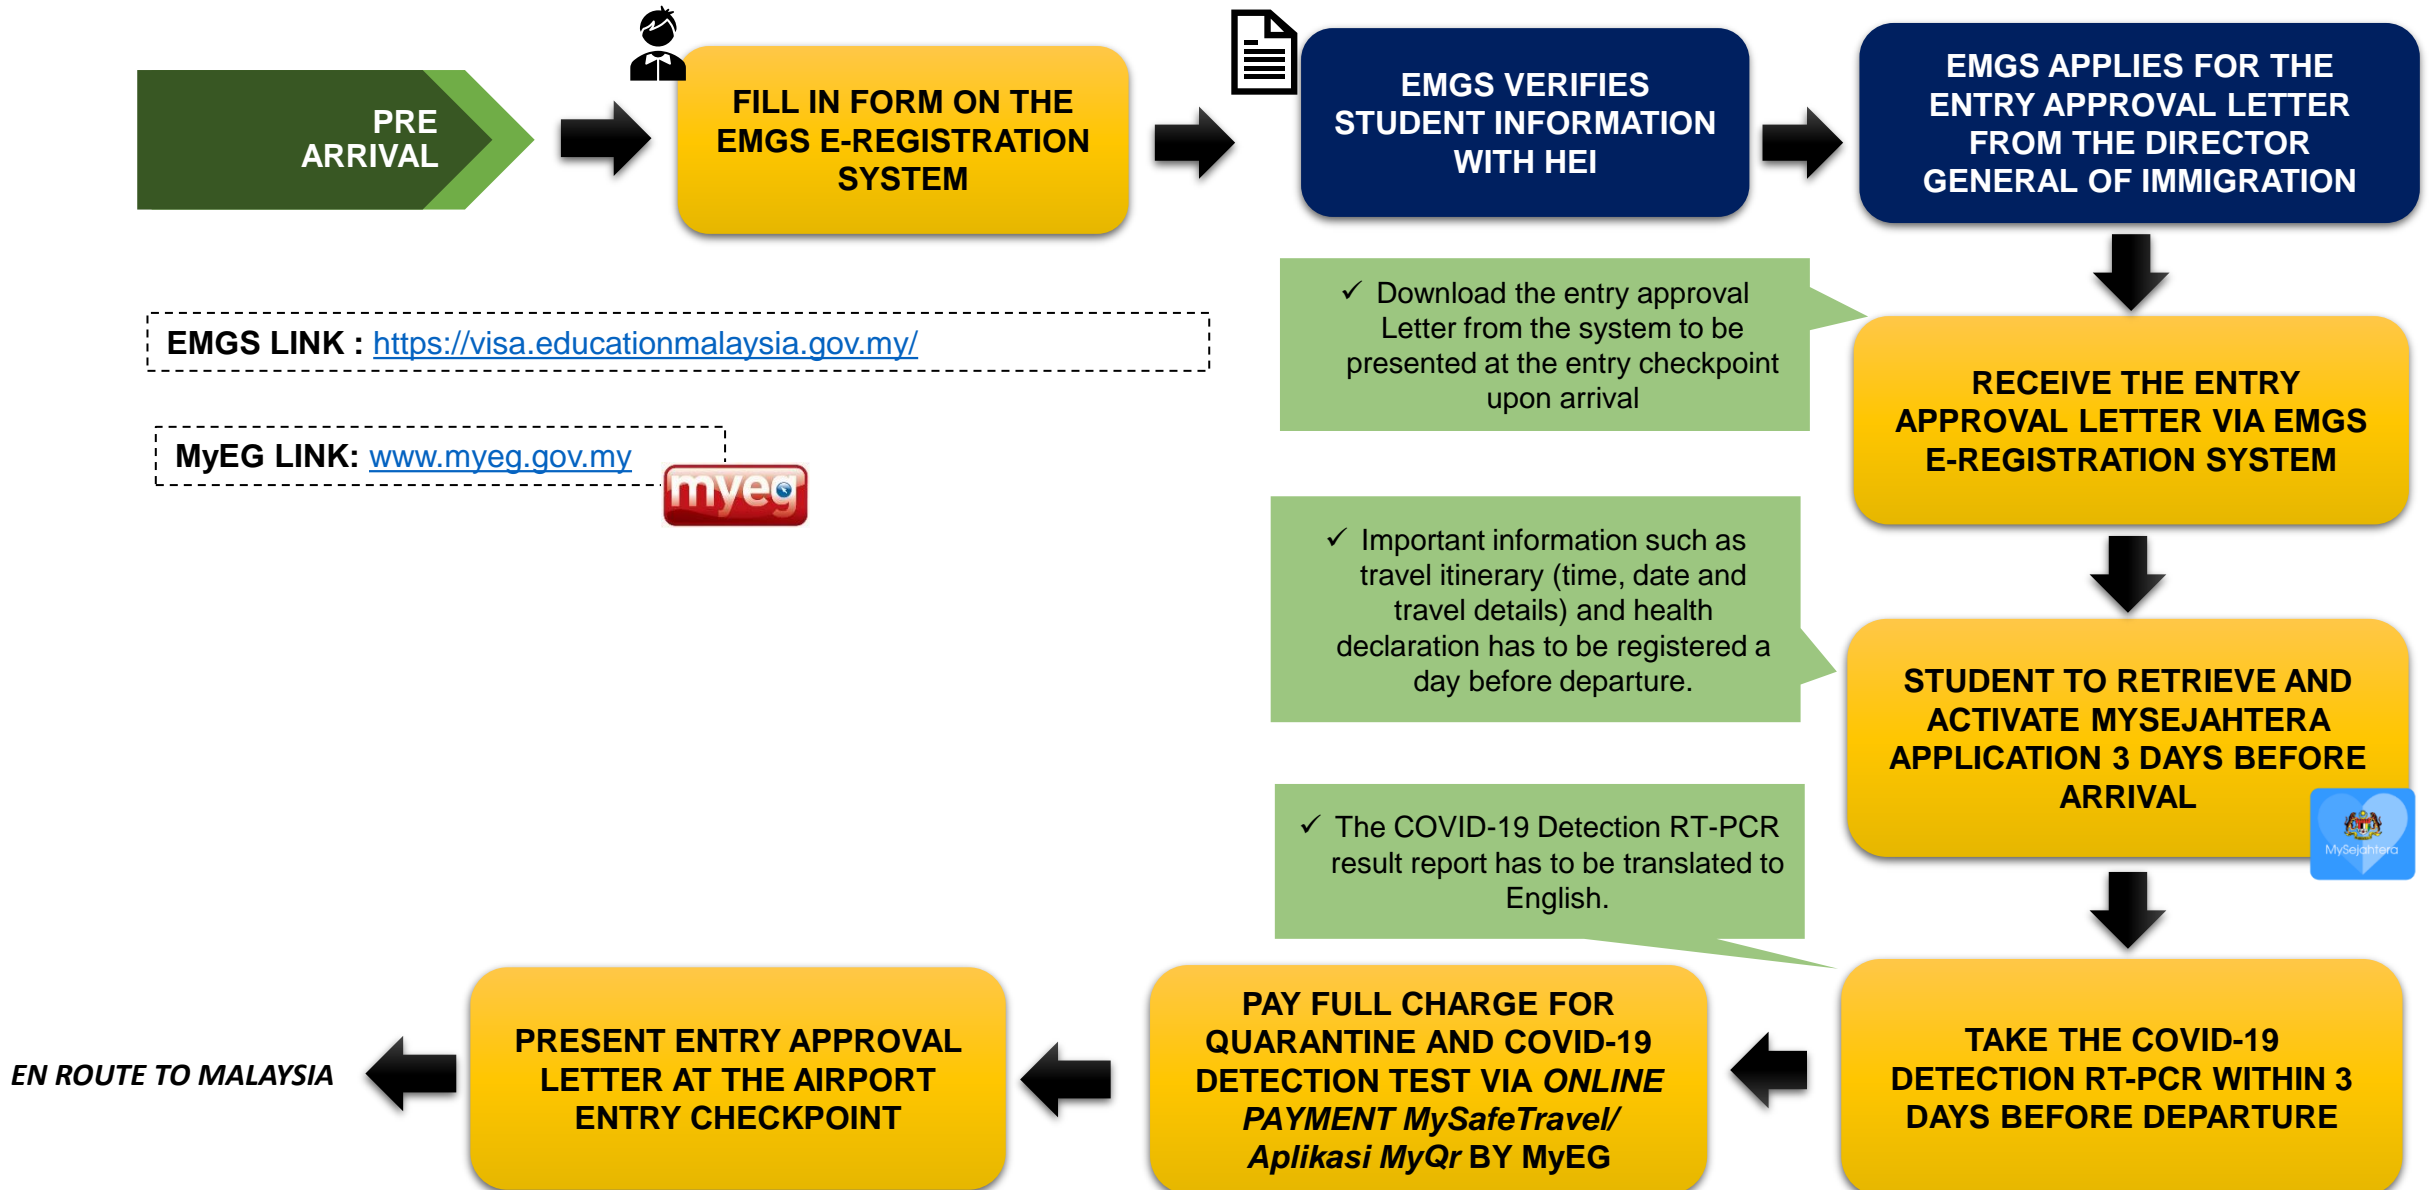 PRE
ARRIVAL
FILL IN FORM ON THE
EMGS E-REGISTRATION
SYSTEM
EMGS VERIFIES
STUDENT INFORMATION
WITH HEI
EMGS APPLIES FOR THE
ENTRY APPROVAL LETTER
FROM THE DIRECTOR
GENERAL OF IMMIGRATION
EMGS LINK : https://visa.educationmalaysia.gov.my/
MyEG LINK: www.myeg.gov.my
myeg
✓ Download the entry approval
Letter from the system to be
presented at the entry checkpoint
upon arrival
RECEIVE THE ENTRY
APPROVAL LETTER VIA EMGS
E-REGISTRATION SYSTEM
✓ Important information such as
travel itinerary (time, date and
travel details) and health
declaration has to be registered a
day before departure.
STUDENT TO RETRIEVE AND
ACTIVATE MYSEJAHTERA
APPLICATION 3 DAYS BEFORE
ARRIVAL
MySejahtera
✓ The COVID-19 Detection RT-PCR
result report has to be translated to
English.
TAKE THE COVID-19
DETECTION RT-PCR WITHIN 3
DAYS BEFORE DEPARTURE
PAY FULL CHARGE FOR
QUARANTINE AND COVID-19
DETECTION TEST VIA ONLINE
PAYMENT MySafeTravel/
Aplikasi MyQr BY MyEG
PRESENT ENTRY APPROVAL
LETTER AT THE AIRPORT
ENTRY CHECKPOINT
EN ROUTE TO MALAYSIA